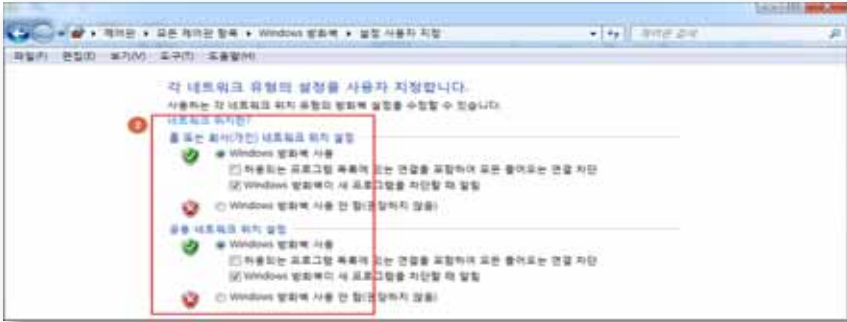 제어판 ▸ 모든 제어판 항목 ▸ Windows 방화벽 ▸ 설정 사용자 지정
제어판 검색
파일(F) 편집(E) 보기(V) 도구(T) 도움말(H)
각 네트워크 유형의 설정을 사용자 지정합니다.
사용하는 각 네트워크 위치 유형의 방화벽 설정을 수정할 수 있습니다.
네트워크 위치란?
홈 또는 회사(개인) 네트워크 위치 설정
Windows 방화벽 사용
허용되는 프로그램 목록에 있는 연결을 포함하여 모든 들어오는 연결 차단
Windows 방화벽이 새 프로그램을 차단할 때 알림
Windows 방화벽 사용 안 함(권장하지 않음)
공용 네트워크 위치 설정
Windows 방화벽 사용
허용되는 프로그램 목록에 있는 연결을 포함하여 모든 들어오는 연결 차단
Windows 방화벽이 새 프로그램을 차단할 때 알림
Windows 방화벽 사용 안 함(권장하지 않음)